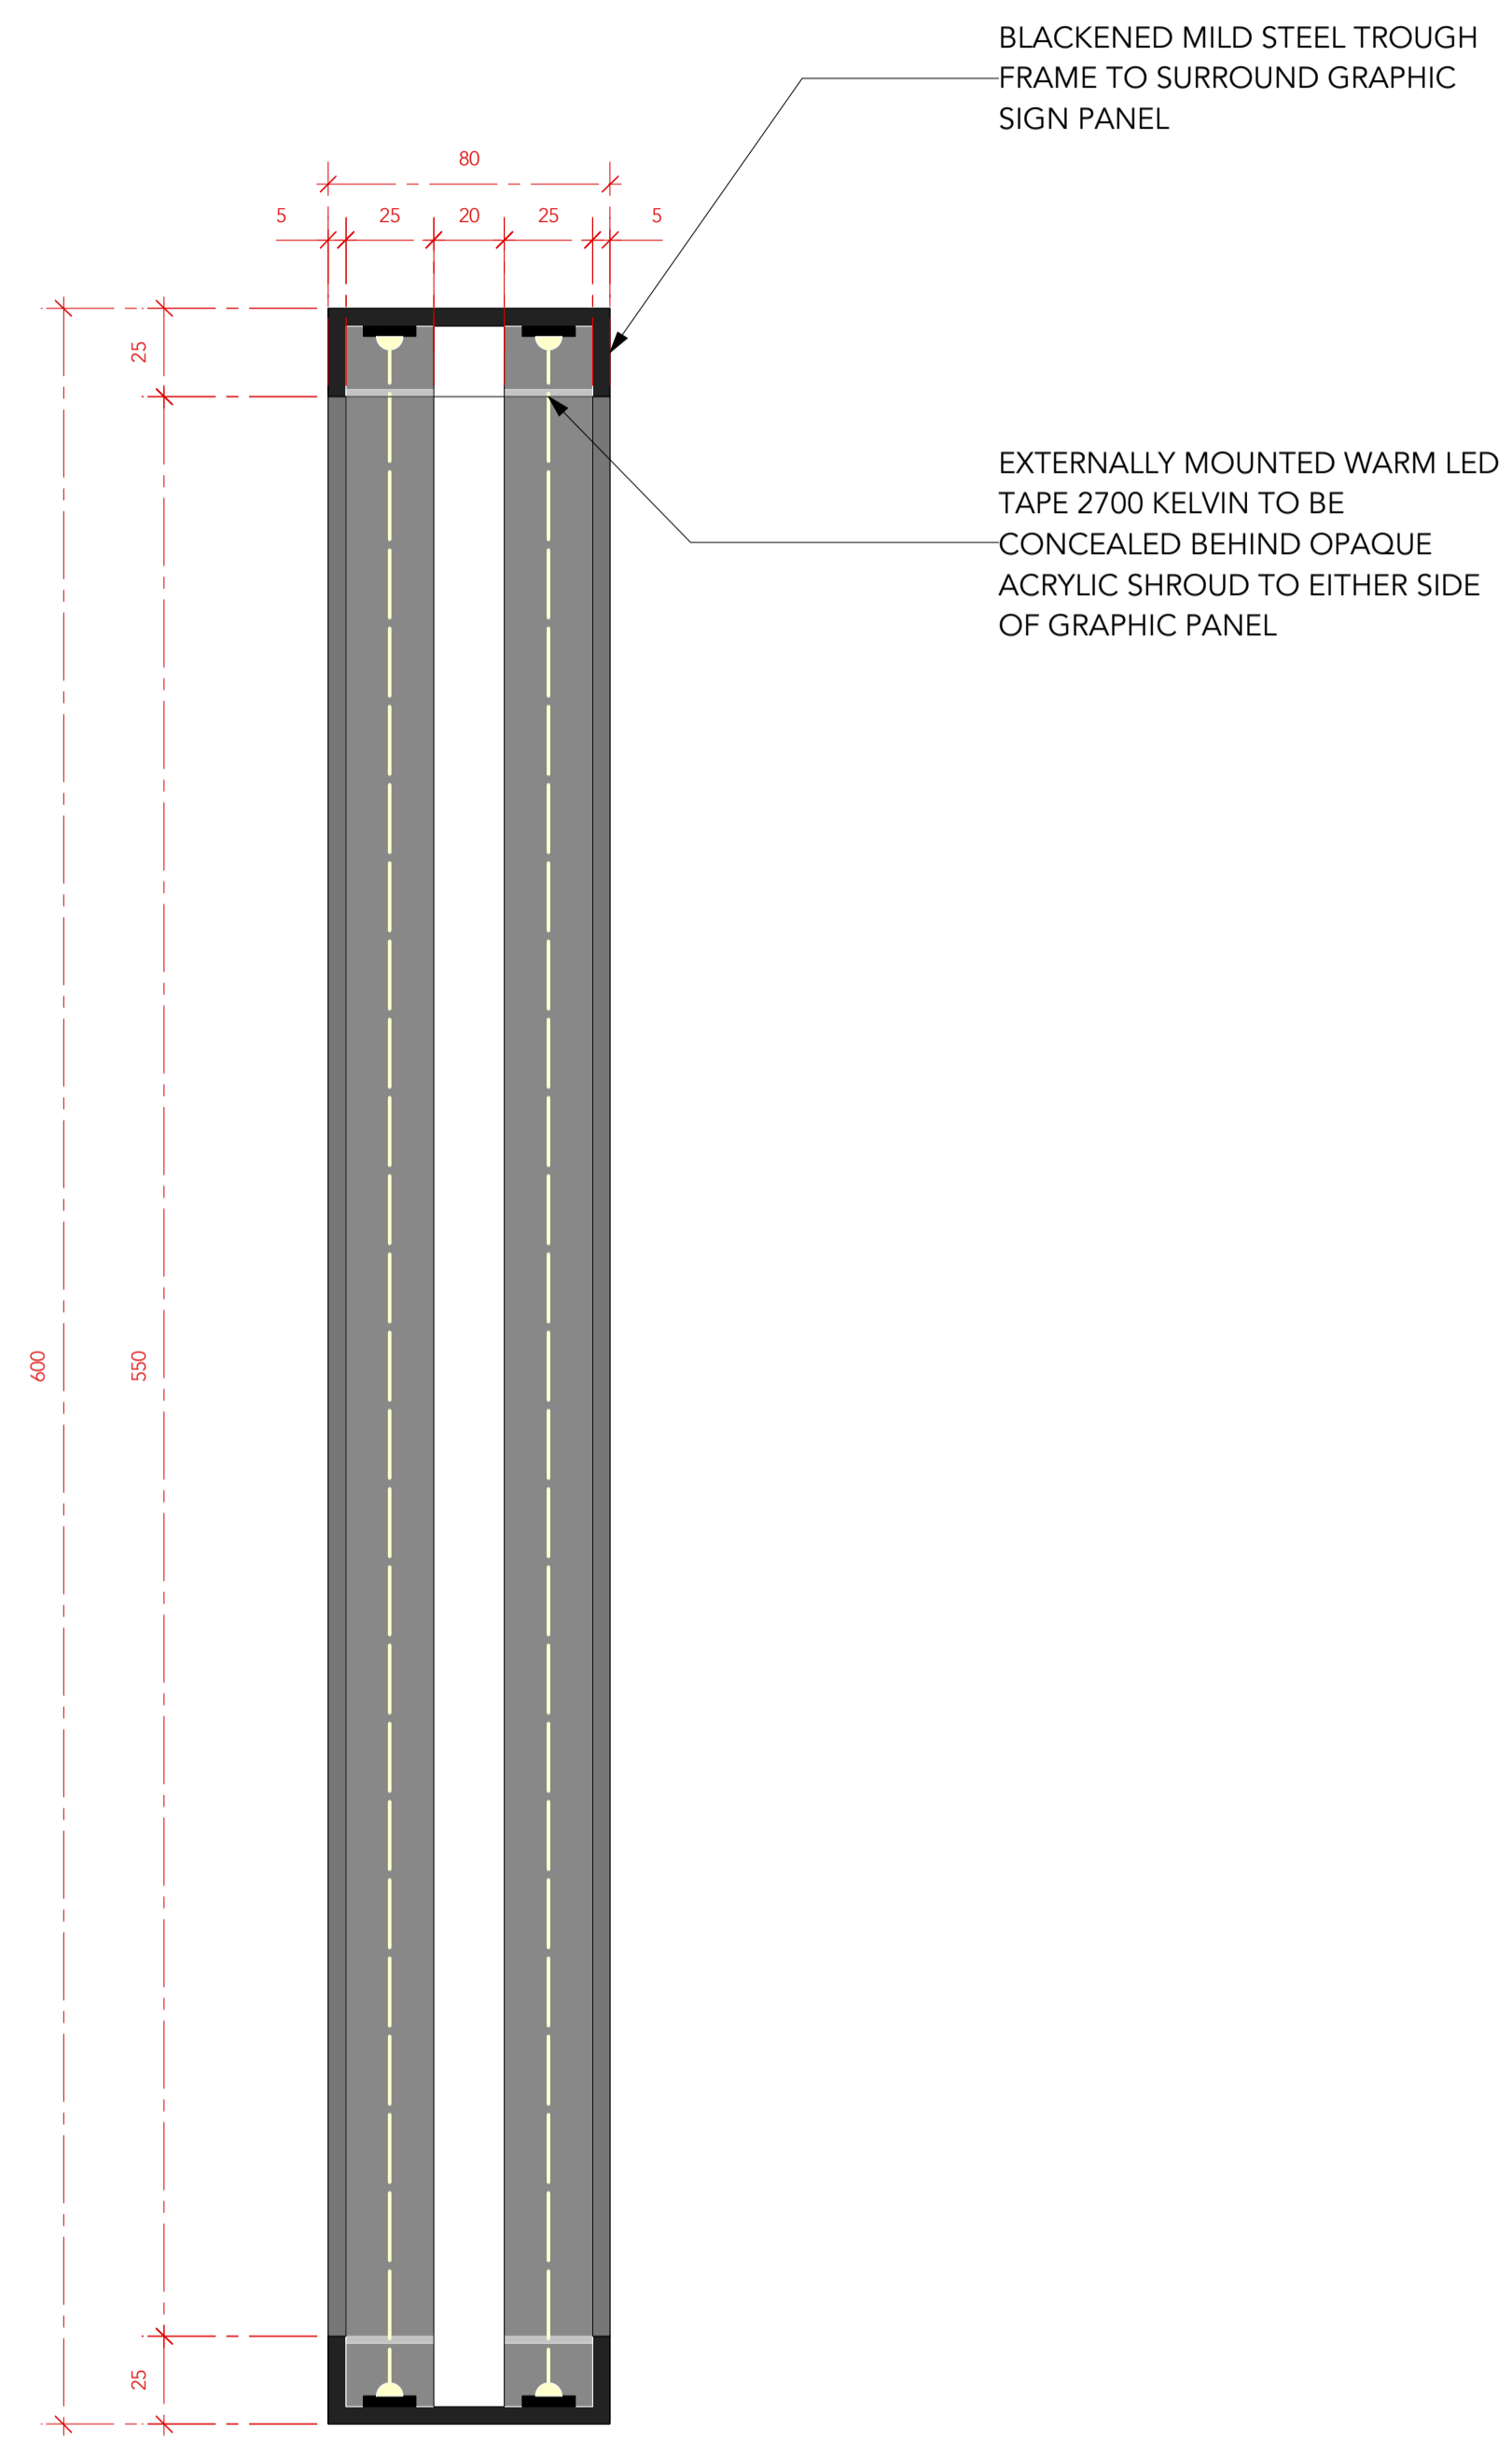 BLACKENED MILD STEEL TROUGH
FRAME TO SURROUND GRAPHIC
SIGN PANEL
80
5
25
20
25
5
25
EXTERNALLY MOUNTED WARM LED
TAPE 2700 KELVIN TO BE
CONCEALED BEHIND OPAQUE
ACRYLIC SHROUD TO EITHER SIDE
OF GRAPHIC PANEL
600
550
25